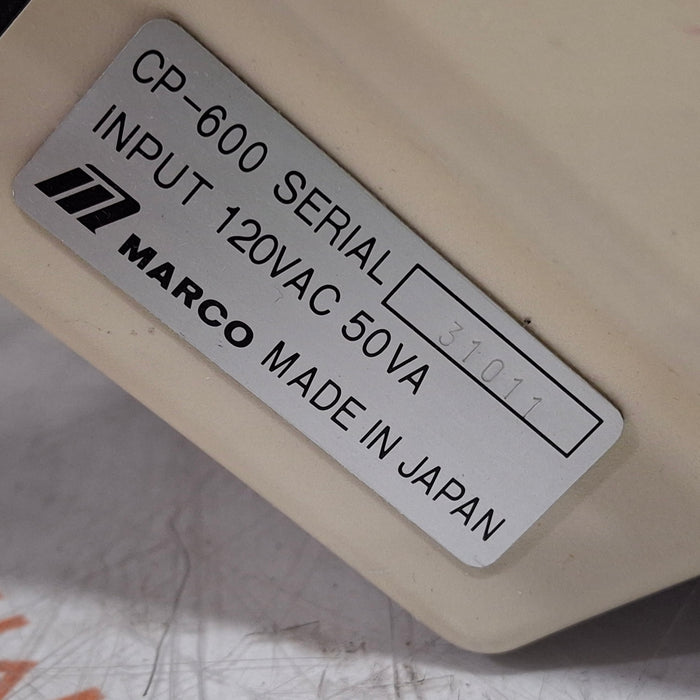 CP-600 SERIAL 31011
INPUT 120VAC 50VA
MARCO MADE IN JAPAN